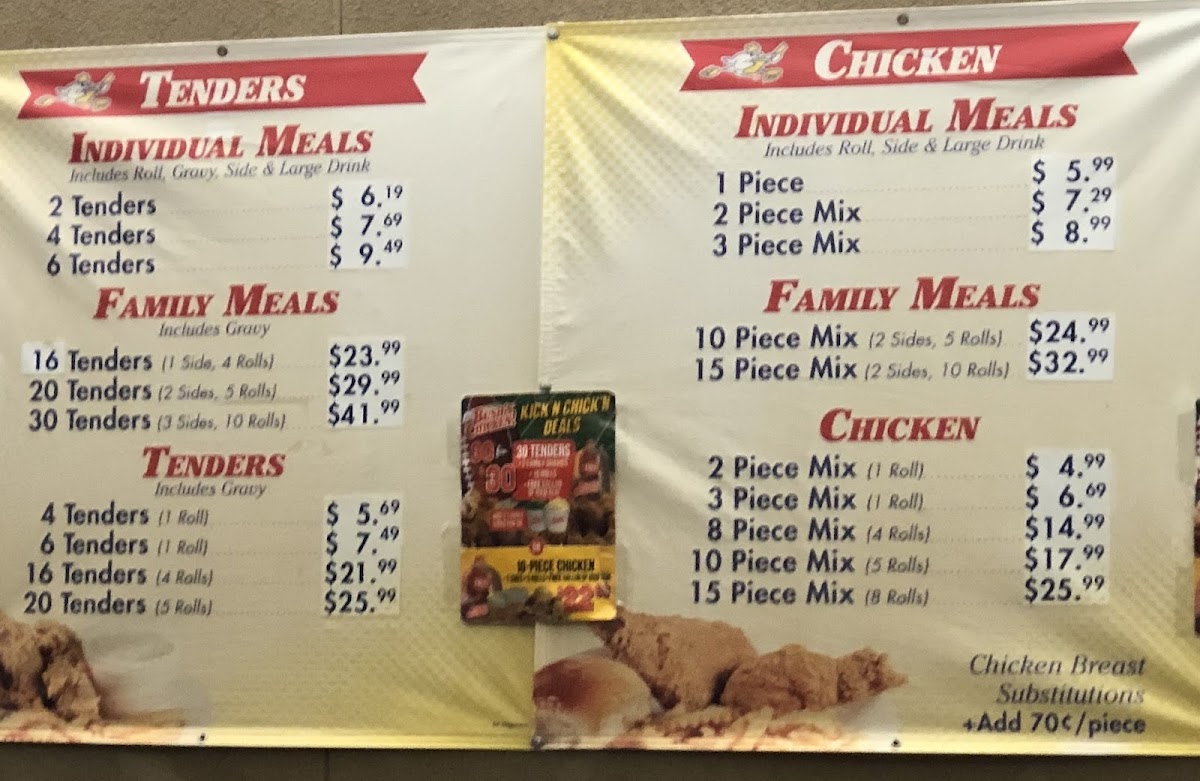 TENDERS
INDIVIDUAL MEALS
Includes Roll, Gravy, Side & Large Drink
2 Tenders $ 6.19
4 Tenders $ 7.69
6 Tenders $ 9.49
FAMILY MEALS
Includes Gravy
16 Tenders (1 Side, 4 Rolls) $23.99
20 Tenders (2 Sides, 5 Rolls) $29.99
30 Tenders (3 Sides, 10 Rolls) $41.99
TENDERS
Includes Gravy
4 Tenders (1 Roll) $ 5.69
6 Tenders (1 Roll) $ 7.49
16 Tenders (4 Rolls) $21.99
20 Tenders (5 Rolls) $25.99
KICK N CHICK'N
DEALS
30 TENDERS
30
10-PIECE CHICKEN
CHICKEN
INDIVIDUAL MEALS
Includes Roll, Side & Large Drink
1 Piece $ 5.99
2 Piece Mix $ 7.29
3 Piece Mix $ 8.99
FAMILY MEALS
10 Piece Mix (2 Sides, 5 Rolls) $24.99
15 Piece Mix (2 Sides, 10 Rolls) $32.99
CHICKEN
2 Piece Mix (1 Roll) $ 4.99
3 Piece Mix (1 Roll) $ 6.69
8 Piece Mix (4 Rolls) $14.99
10 Piece Mix (5 Rolls) $17.99
15 Piece Mix (8 Rolls) $25.99
Chicken Breast
Substitutions
+Add 70¢/piece